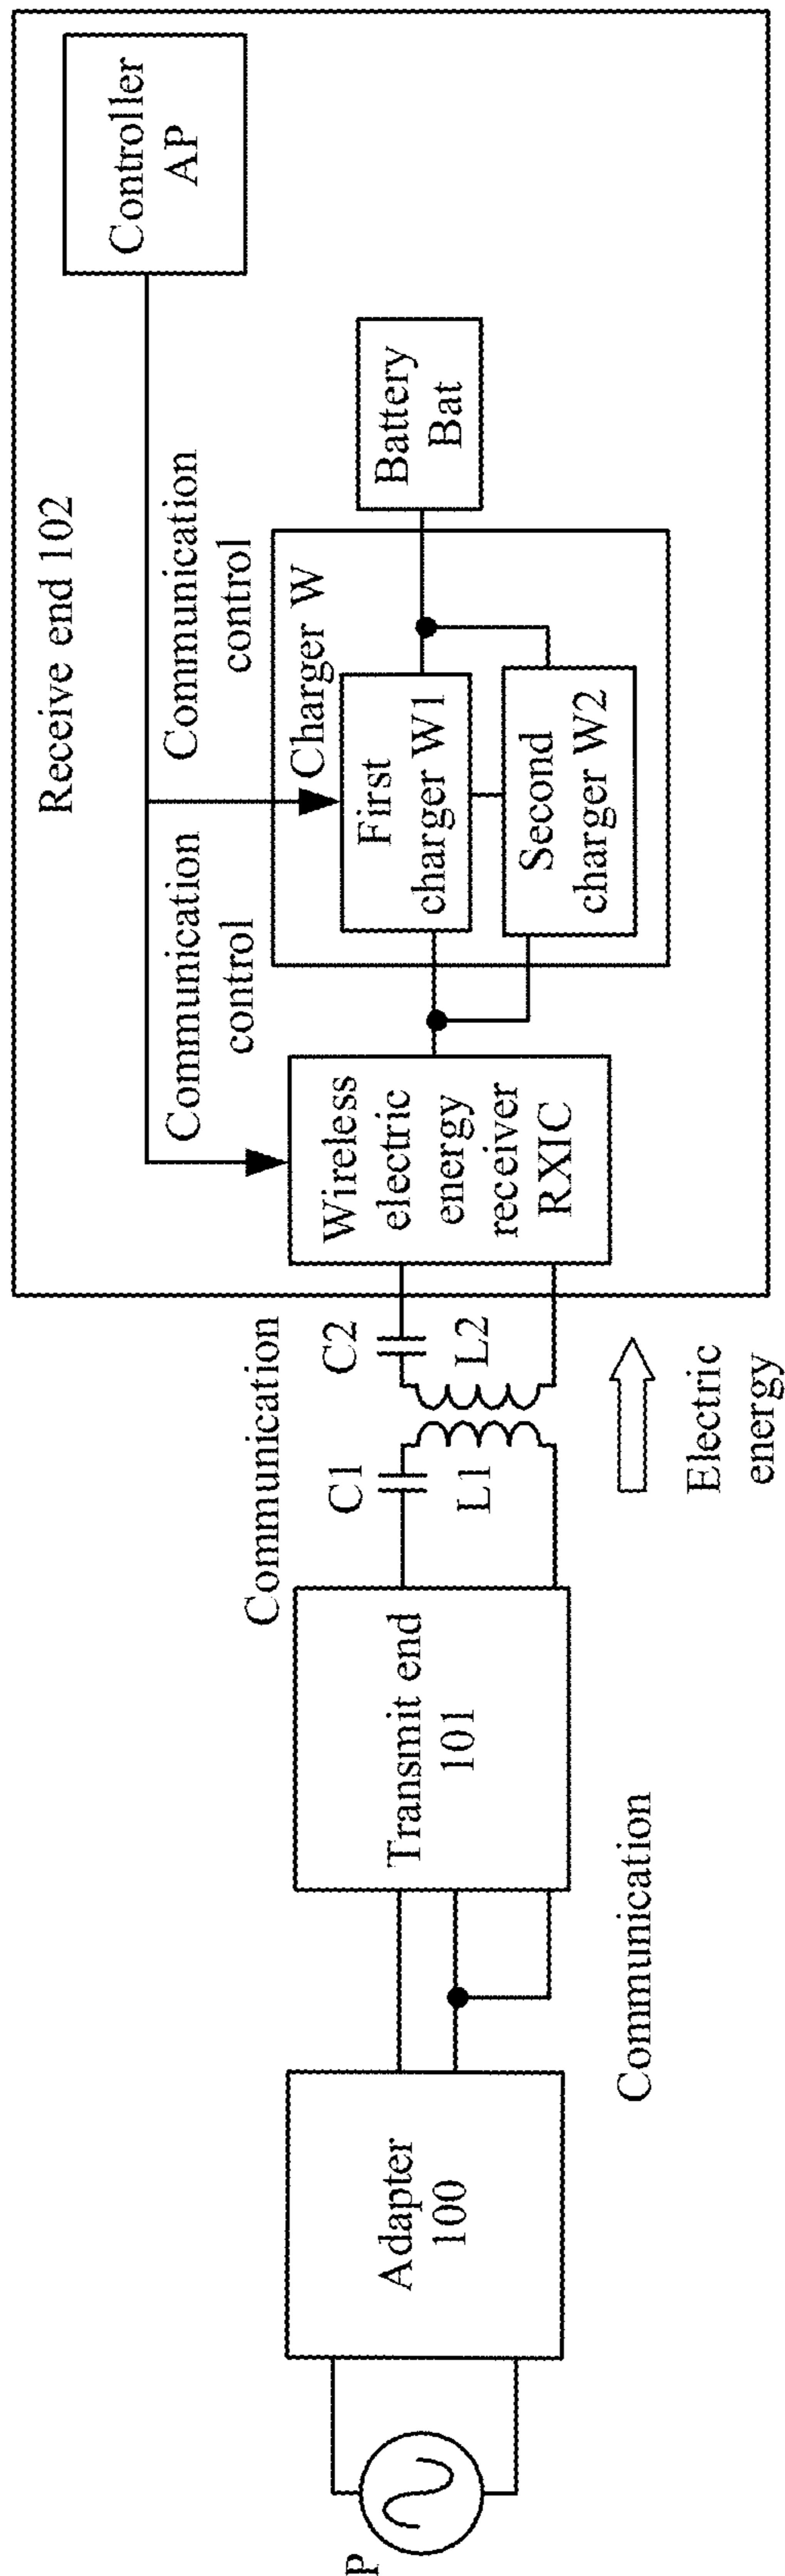 Receive end 102
Controller
AP
Communication
control
Communication
control
Charger W
First
charger W1
Second
charger W2
Battery
Bat
Wireless
electric
energy
receiver
RXIC
Communication
C1
C2
L1
L2
Electric
energy
Transmit end
101
Communication
Adapter
100
P